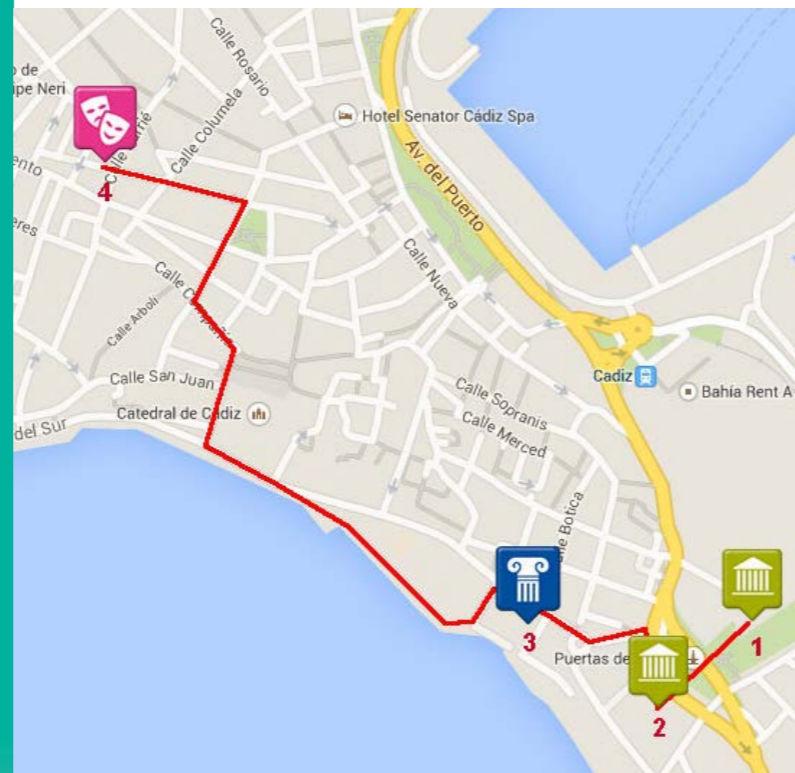 Calle Rosario
o de
ipe Neri
Calle Columela
Hotel Senator Cádiz Spa
Av. del Puerto
ento
4
eres
Calle Nueva
Calle Arboli
Calle San Juan
Cadiz
Bahía Rent A
Catedral de Cádiz
Calle Sopranis
Calle Merced
del Sur
Botica
3
1
Puertas de
2